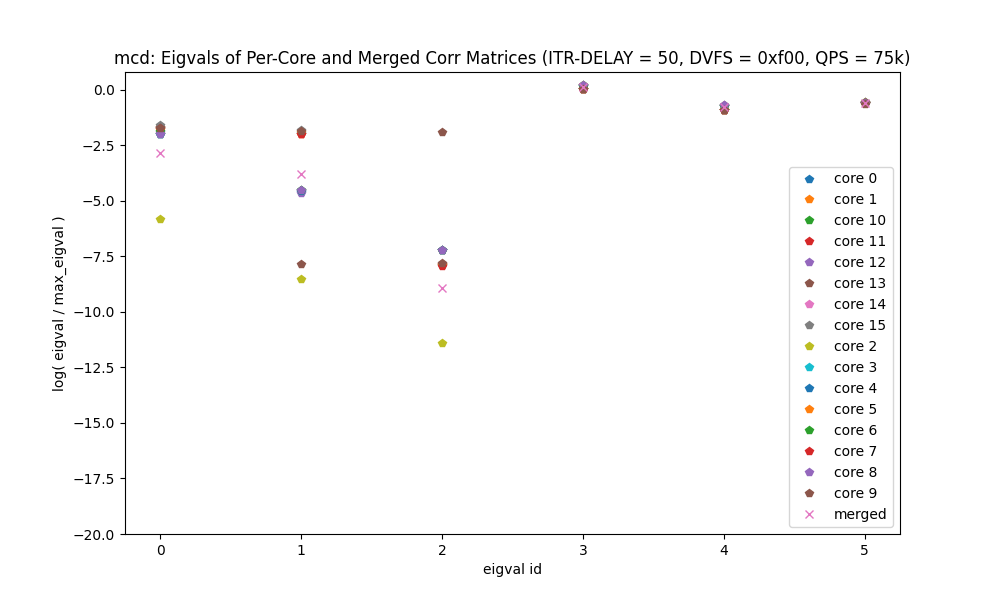 mcd: Eigvals of Per-Core and Merged Corr Matrices (ITR-DELAY = 50, DVFS = 0xf00, QPS = 75k)
log( eigval / max_eigval )
0.0
−2.5
−5.0
−7.5
−10.0
−12.5
−15.0
−17.5
−20.0
core 0
core 1
core 10
core 11
core 12
core 13
core 14
core 15
core 2
core 3
core 4
core 5
core 6
core 7
core 8
core 9
merged
0 1 2 3 4 5
eigval id